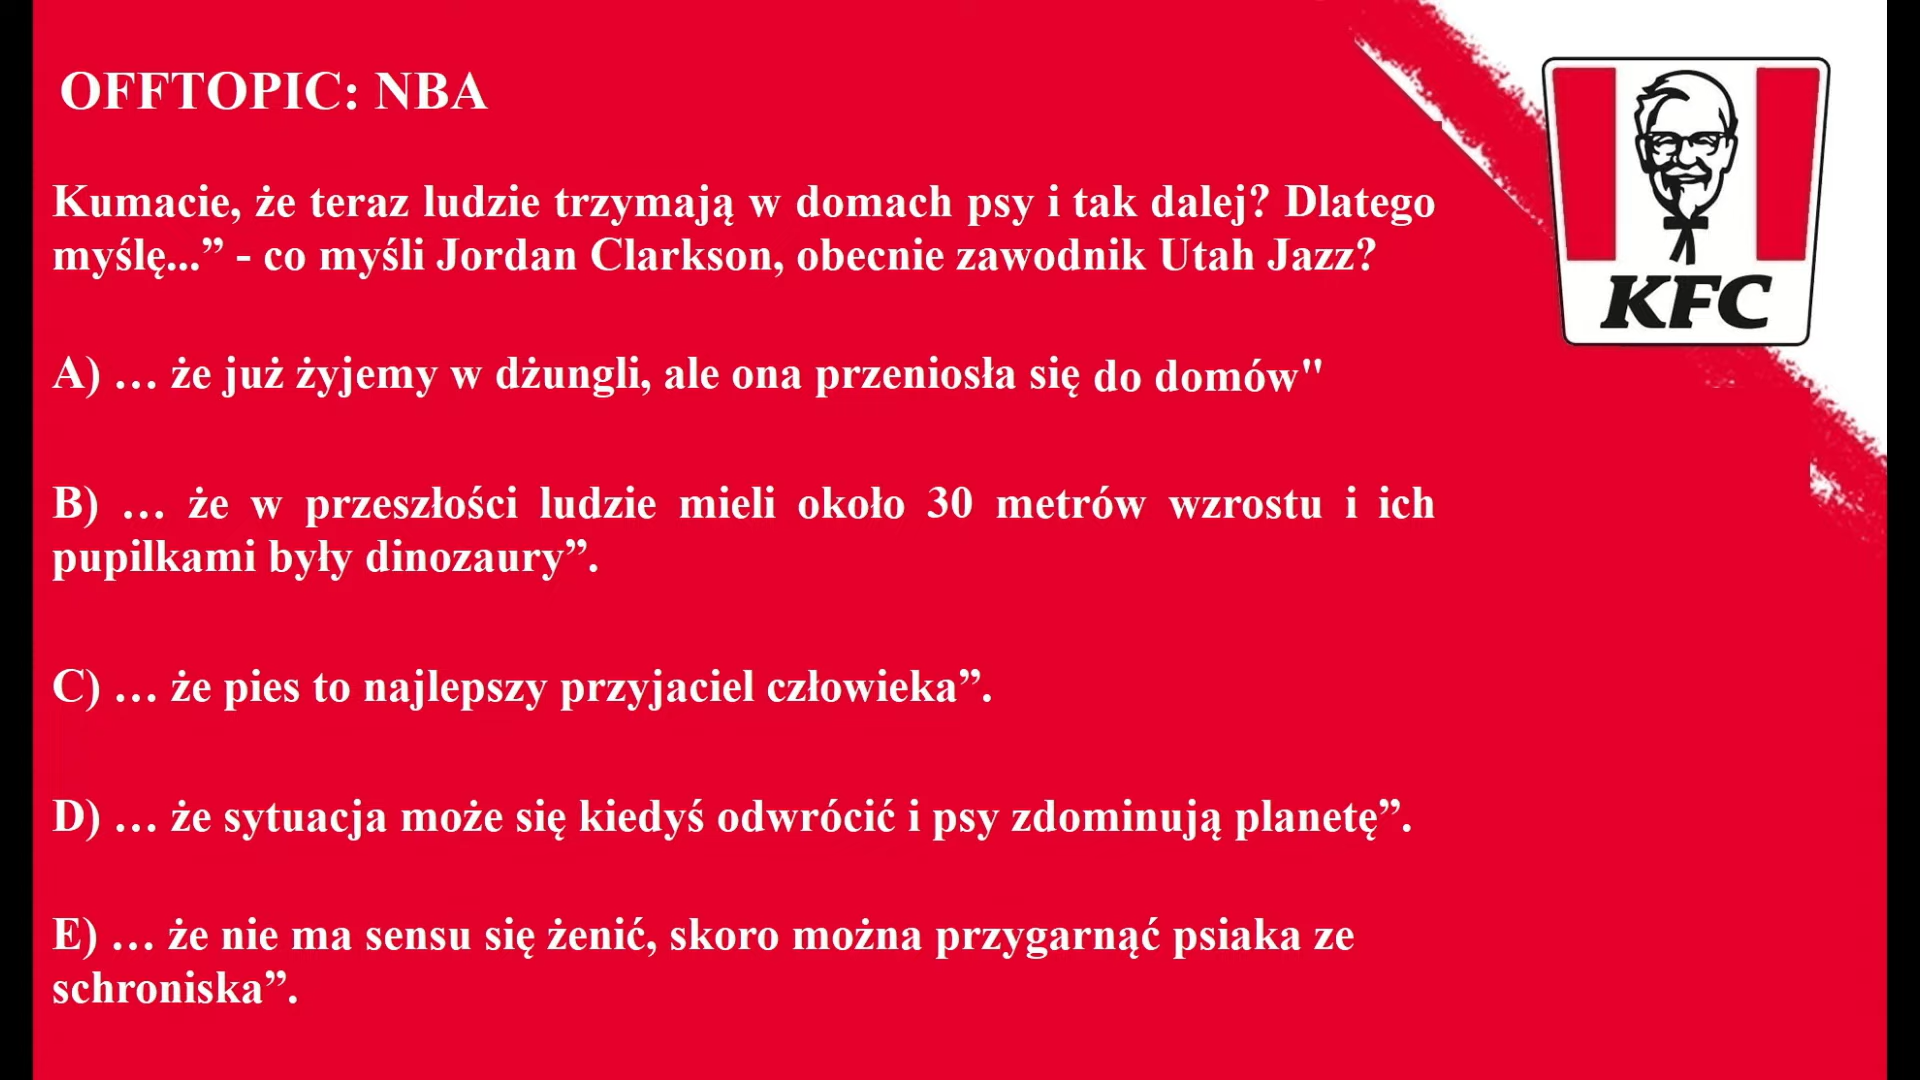 OFFTOPIC: NBA
Kumacie, że teraz ludzie trzymają w domach psy i tak dalej? Dlatego
myślę...” - co myśli Jordan Clarkson, obecnie zawodnik Utah Jazz?
KFC
A) … że już żyjemy w dżungli, ale ona przeniosła się do domów"
B) … że w przeszłości ludzie mieli około 30 metrów wzrostu i ich
pupilkami były dinozaury”.
C) … że pies to najlepszy przyjaciel człowieka”.
D) … że sytuacja może się kiedyś odwrócić i psy zdominują planetę”.
E) … że nie ma sensu się żenić, skoro można przygarnąć psiaka ze
schroniska”.